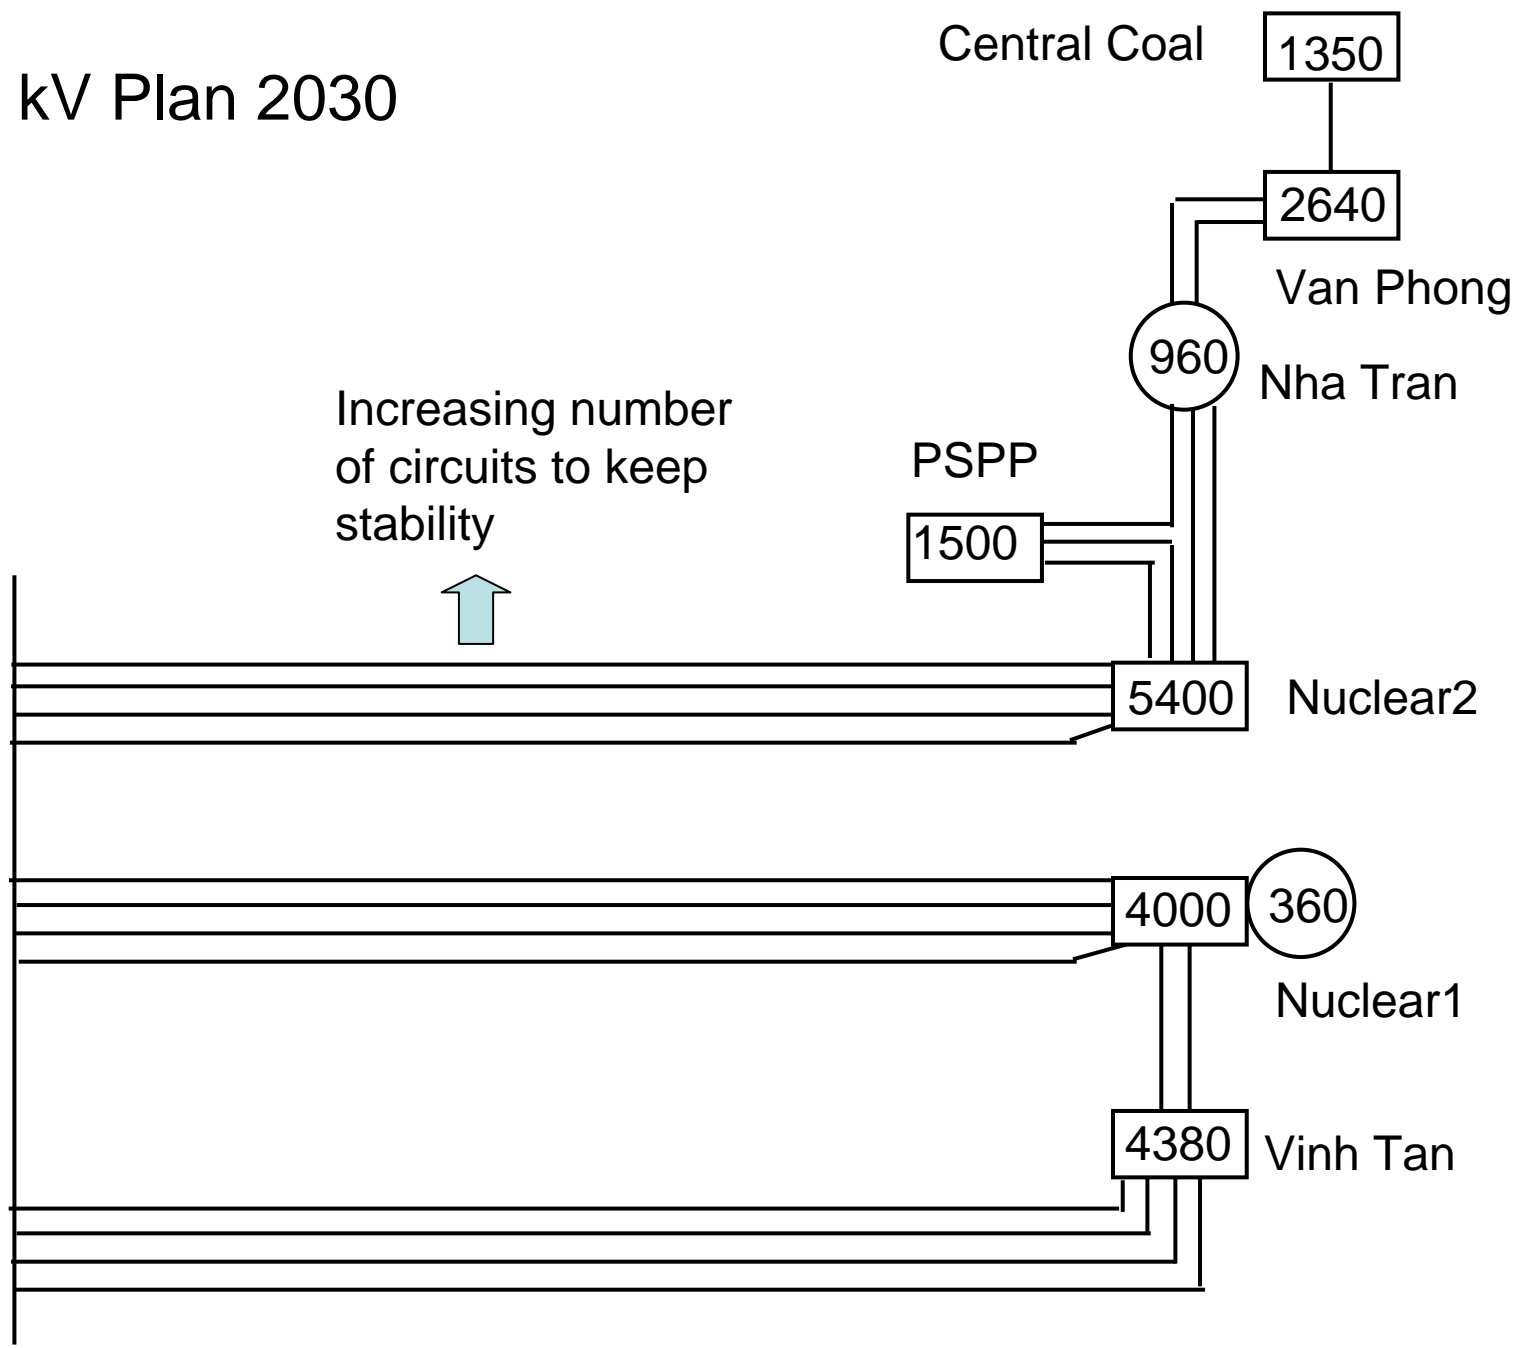 Central Coal
1350
kV Plan 2030
2640
Van Phong
960
Nha Tran
Increasing number
of circuits to keep
stability
PSPP
1500
5400
Nuclear2
4000
360
Nuclear1
4380
Vinh Tan